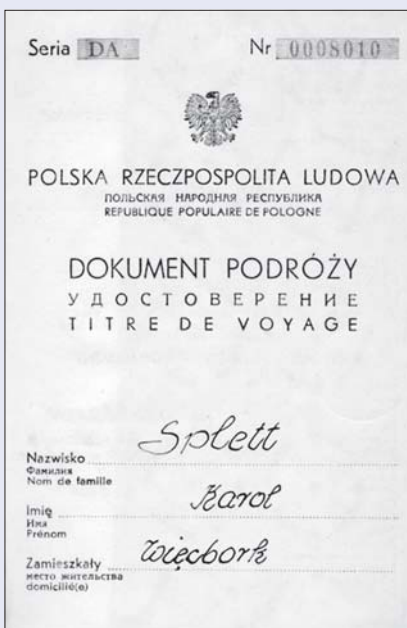 Seria DA Nr 0008010
POLSKA RZECZPOSPOLITA LUDOWA
ПОЛЬСКАЯ НАРОДНАЯ РЕСПУБЛИКА
REPUBLIQUE POPULAIRE DE POLOGNE
DOKUMENT PODRÓŻY
УДОСТОВЕРЕНИЕ
TITRE DE VOYAGE
Nazwisko Splett
Фамилия
Nom de famille
Imię Karol
Имя
Prénom
Zamieszkały Więcbork
место жительства
domicilié(e)